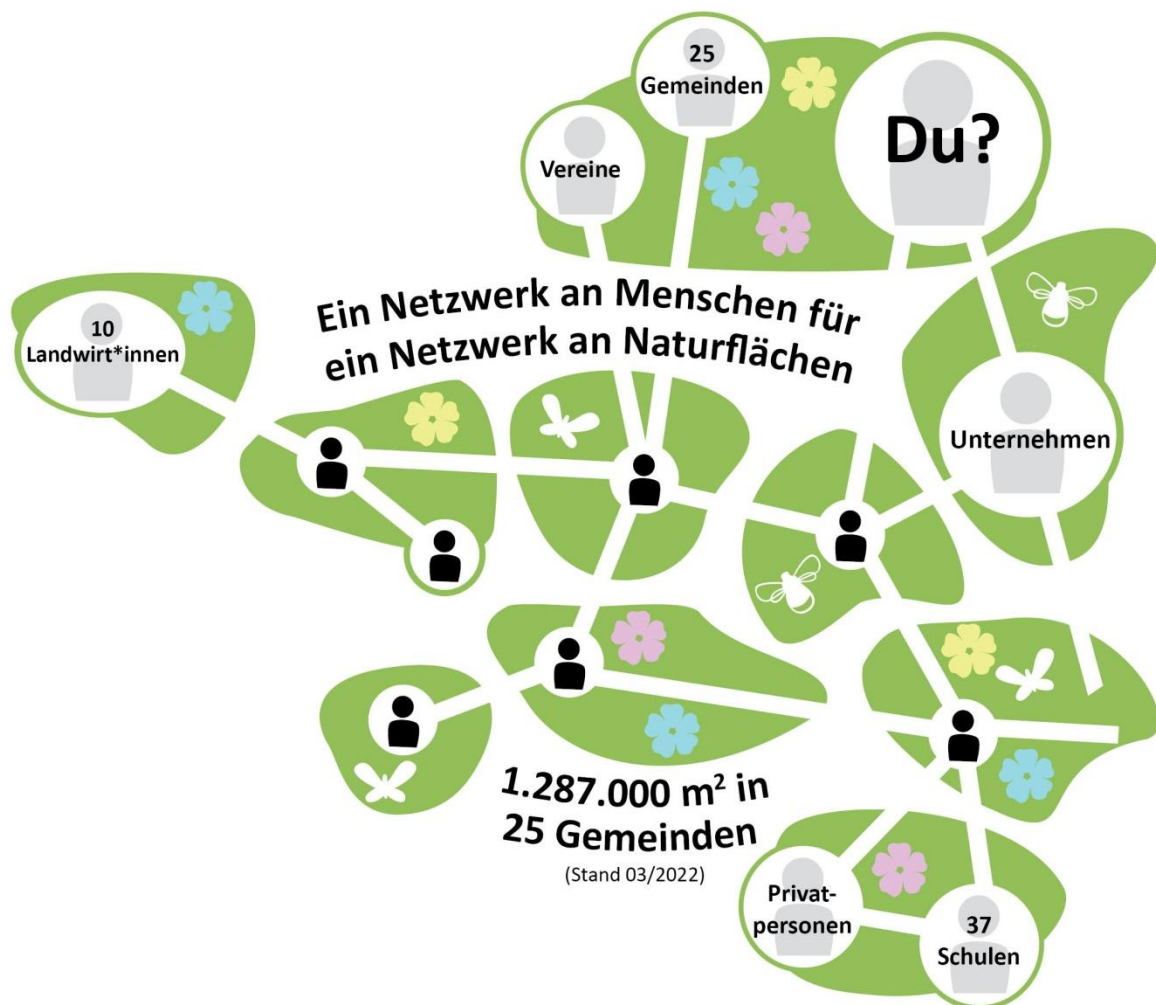 25
Gemeinden
Vereine
Du?
Ein Netzwerk an Menschen für
ein Netzwerk an Naturflächen
10
Landwirt*innen
Unternehmen
1.287.000 m² in
25 Gemeinden
(Stand 03/2022)
Privat-
personen
37
Schulen